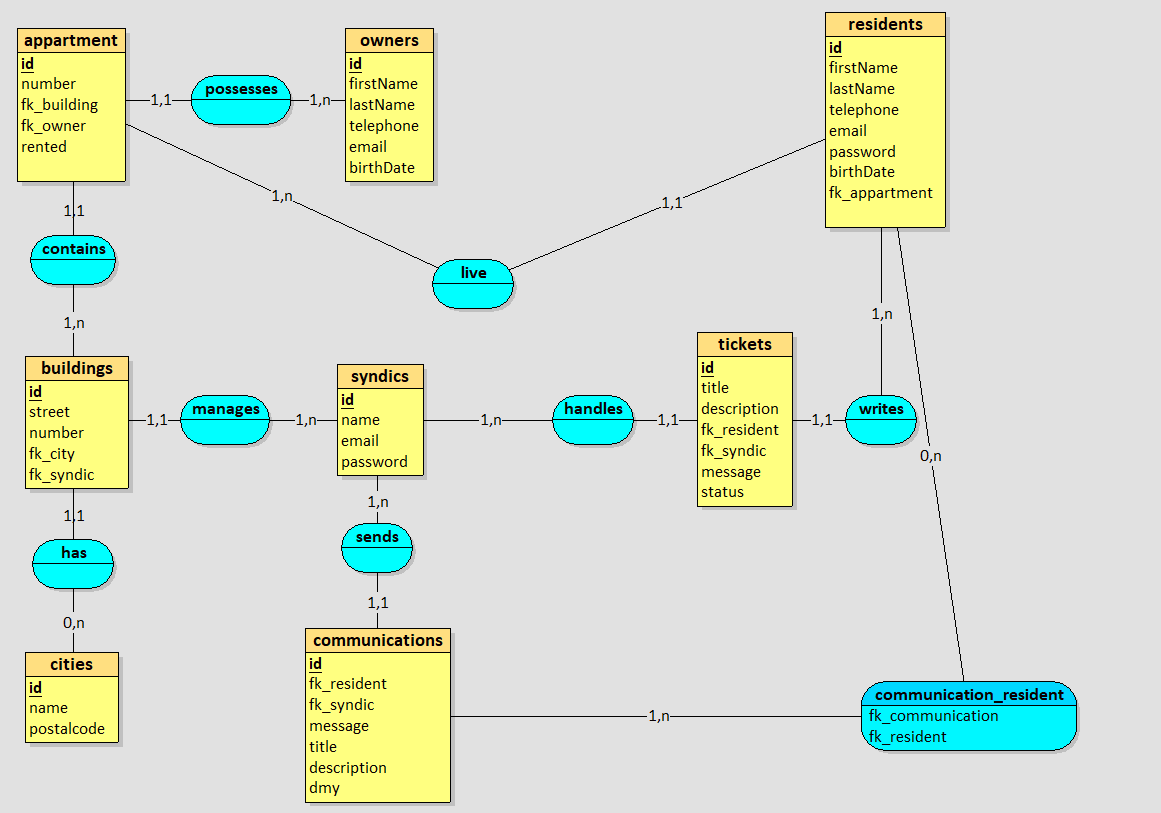 appartment
id
number
fk_building
fk_owner
rented
1,1
possesses
1,n
owners
id
firstName
lastName
telephone
email
birthDate
residents
id
firstName
lastName
telephone
email
password
birthDate
fk_appartment
1,n
live
1,1
1,1
contains
1,n
buildings
id
street
number
fk_city
fk_syndic
1,1
manages
1,n
syndics
id
name
email
password
1,n
handles
1,1
tickets
id
title
description
fk_resident
fk_syndic
message
status
1,1
writes
1,n
0,n
1,1
has
0,n
cities
id
name
postalcode
1,n
sends
1,1
communications
id
fk_resident
fk_syndic
message
title
description
dmy
1,n
communication_resident
fk_communication
fk_resident